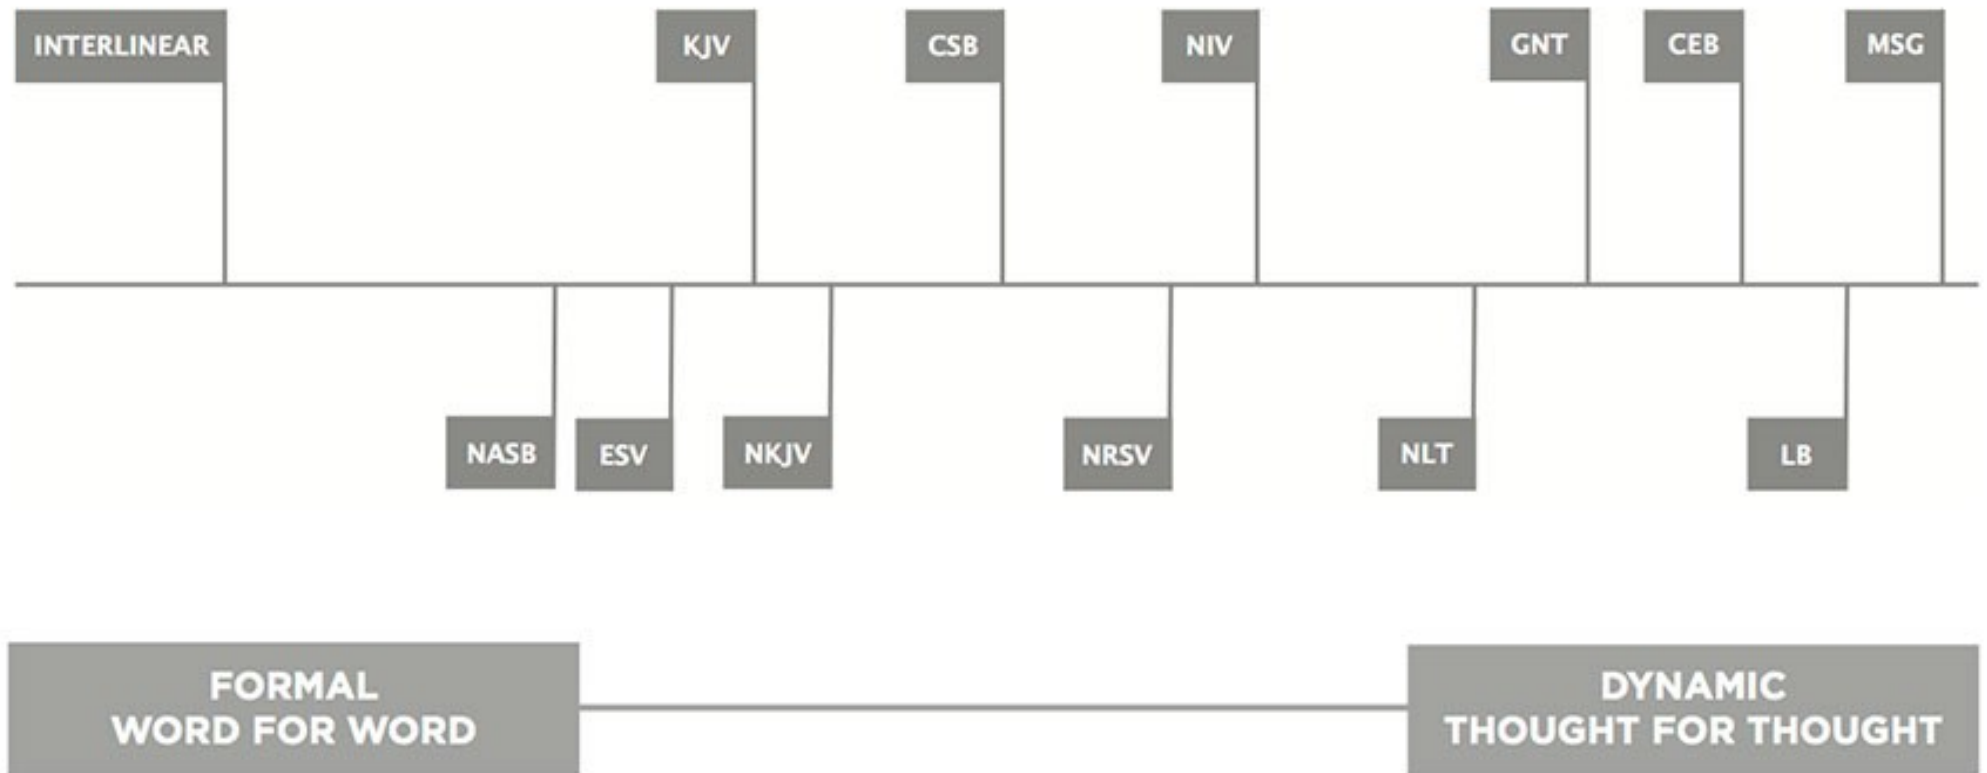 INTERLINEAR
KJV
CSB
NIV
GNT
CEB
MSG
NASB
ESV
NKJV
NRSV
NLT
LB
FORMAL
WORD FOR WORD
DYNAMIC
THOUGHT FOR THOUGHT